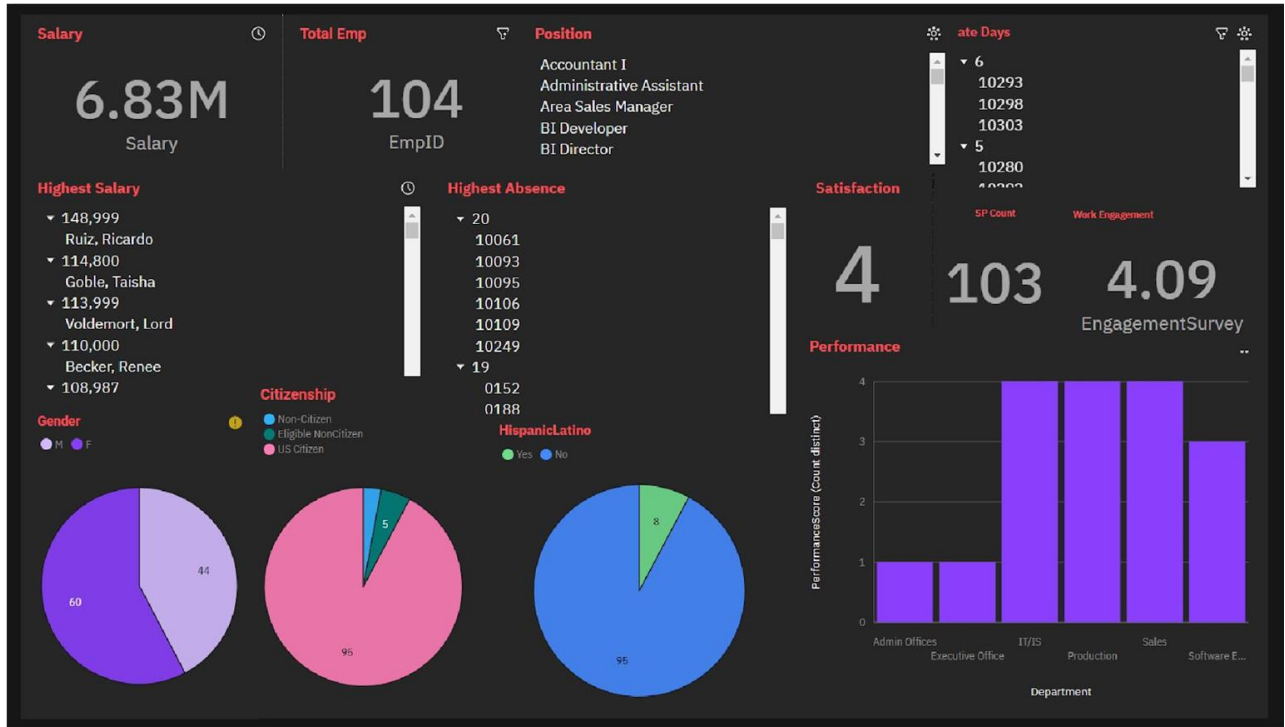 Salary
6.83M
Salary
Total Emp
104
EmpID
Position
Accountant I
Administrative Assistant
Area Sales Manager
BI Developer
BI Director
ate Days
6
10293
10298
10303
5
10280
Highest Salary
148,999
Ruiz, Ricardo
114,800
Goble, Taisha
113,999
Voldemort, Lord
110,000
Becker, Renee
108,987
Highest Absence
20
10061
10093
10095
10106
10109
10249
19
0152
0188
Satisfaction
4
SP Count
103
Work Engagement
4.09
EngagementSurvey
Gender
M F
44
60
Citizenship
Non-Citizen
Eligible NonCitizen
US Citizen
5
HispanicLatino
Yes No
8
95
Performance
PerformanceScore (Count distinct)
4
3
2
1
0
Admin Offices
Executive Office
IT/IS
Production
Sales
Software E...
Department